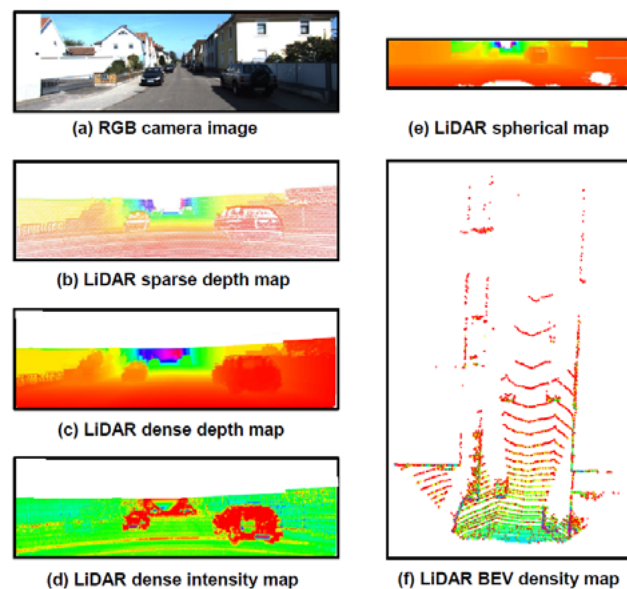 (a) RGB camera image
(b) LiDAR sparse depth map
(c) LiDAR dense depth map
(d) LiDAR dense intensity map
(e) LiDAR spherical map
(f) LiDAR BEV density map